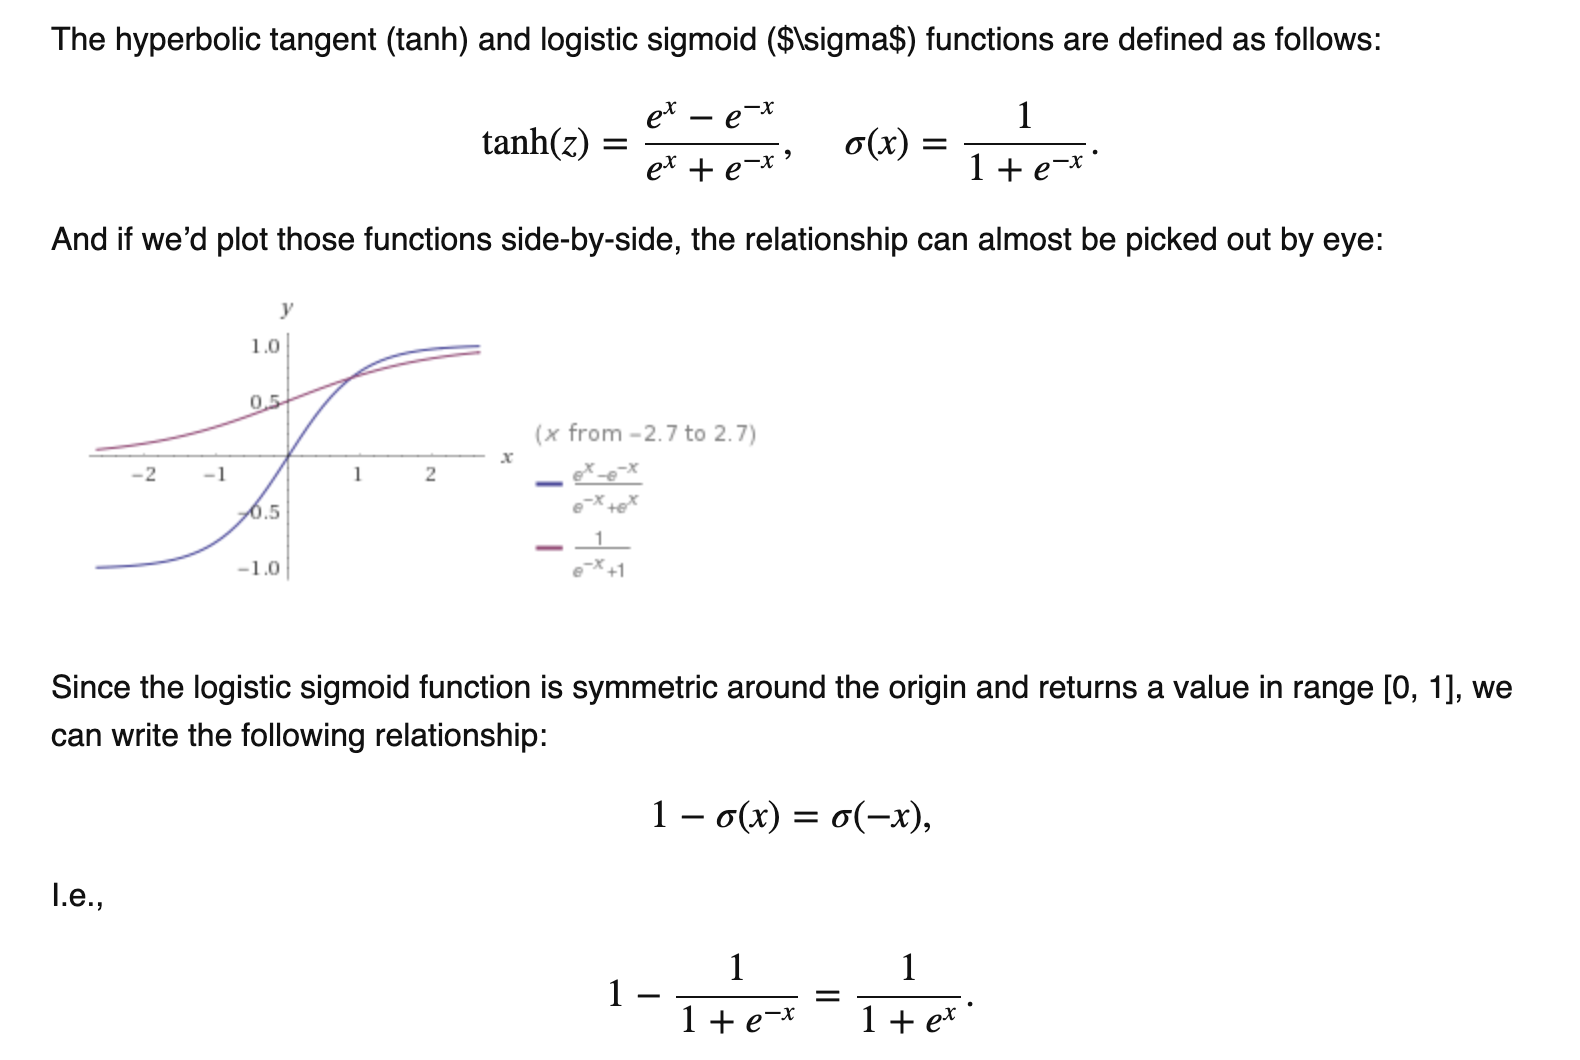 The hyperbolic tangent (tanh) and logistic sigmoid ($\sigma$) functions are defined as follows:
tanh(z) = \frac{e^x − e^{−x}}{e^x + e^{−x}}, σ(x) = \frac{1}{1 + e^{−x}}.
And if we’d plot those functions side-by-side, the relationship can almost be picked out by eye:
y
1.0
0.5
x
−2 −1 1 2
−0.5
−1.0
(x from −2.7 to 2.7)
\frac{e^x − e^{−x}}{e^{−x} + e^x}
\frac{1}{e^{−x} + 1}
Since the logistic sigmoid function is symmetric around the origin and returns a value in range [0, 1], we
can write the following relationship:
1 − σ(x) = σ(−x),
I.e.,
1 − \frac{1}{1 + e^{−x}} = \frac{1}{1 + e^x}.